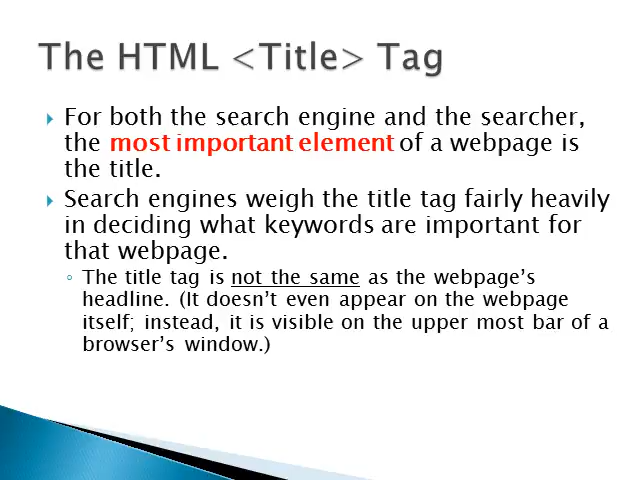 The HTML <Title> Tag
For both the search engine and the searcher,
the most important element of a webpage is
the title.
Search engines weigh the title tag fairly heavily
in deciding what keywords are important for
that webpage.
The title tag is not the same as the webpage's
headline. (It doesn't even appear on the webpage
itself; instead, it is visible on the upper most bar of a
browser's window.)